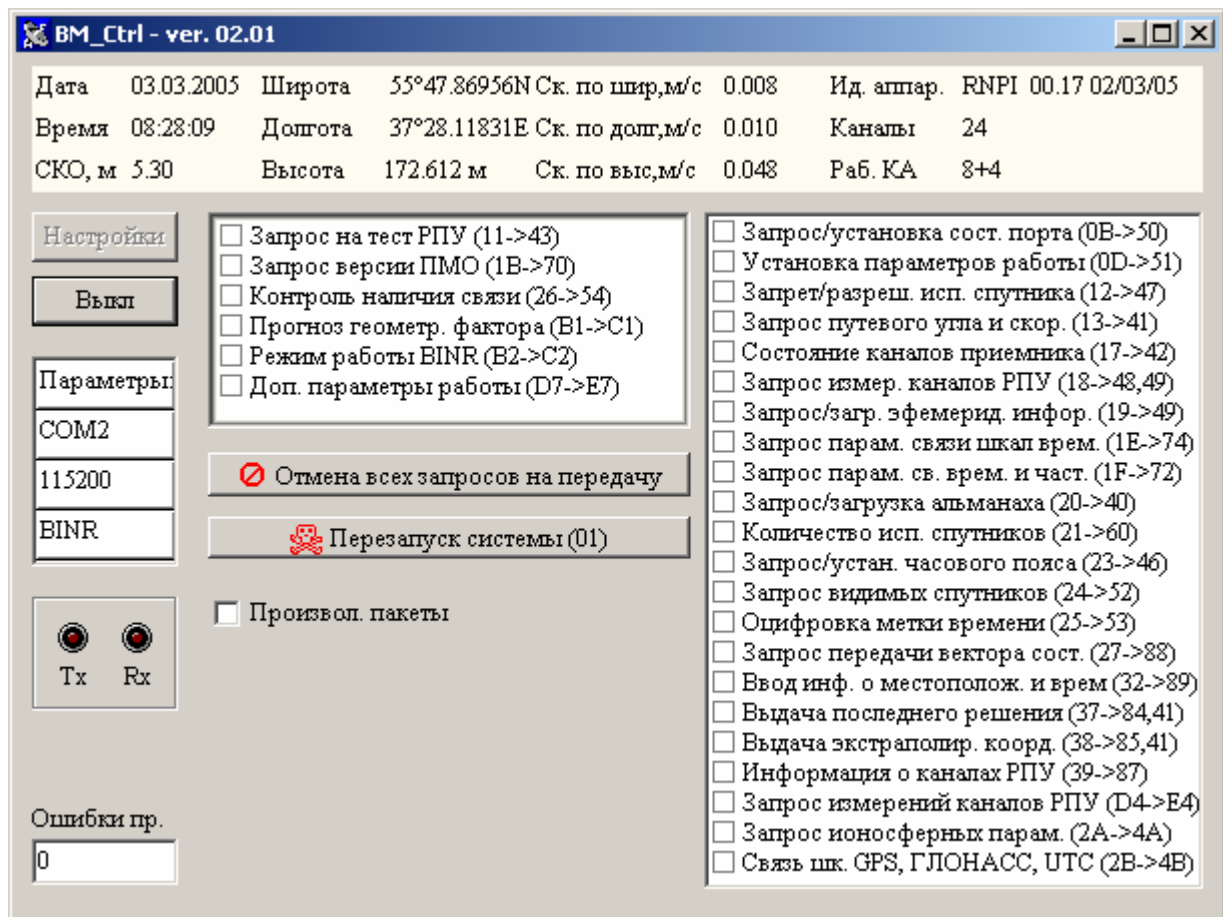 BM_Ctrl - ver. 02.01
Дата 03.03.2005 Широта 55°47.86956N Ск. по шир,м/с 0.008 Ид. аппар. RNPI 00.17 02/03/05
Время 08:28:09 Долгота 37°28.11831E Ск. по долг,м/с 0.010 Каналы 24
СКО, м 5.30 Высота 172.612 м Ск. по выс,м/с 0.048 Раб. КА 8+4
Настройки
Выкл
Параметры:
COM2
115200
BINR
Tx Rx
Ошибки пр.
0
Запрос на тест РПУ (11->43)
Запрос версии ПМО (1B->70)
Контроль наличия связи (26->54)
Прогноз геометр. фактора (B1->C1)
Режим работы BINR (B2->C2)
Доп. параметры работы (D7->E7)
Отмена всех запросов на передачу
Перезапуск системы (01)
Произвол. пакеты
Запрос/установка сост. порта (0B->50)
Установка параметров работы (0D->51)
Запрет/разреш. исп. спутника (12->47)
Запрос путевого угла и скор. (13->41)
Состояние каналов приемника (17->42)
Запрос измер. каналов РПУ (18->48,49)
Запрос/загр. эфемерид. инфор. (19->49)
Запрос парам. связи шкал врем. (1E->74)
Запрос парам. св. врем. и част. (1F->72)
Запрос/загрузка альманаха (20->40)
Количество исп. спутников (21->60)
Запрос/устан. часового пояса (23->46)
Запрос видимых спутников (24->52)
Оцифровка метки времени (25->53)
Запрос передачи вектора сост. (27->88)
Ввод инф. о местополож. и врем (32->89)
Выдача последнего решения (37->84,41)
Выдача экстраполир. коорд. (38->85,41)
Информация о каналах РПУ (39->87)
Запрос измерений каналов РПУ (D4->E4)
Запрос ионосферных парам. (2A->4A)
Связь шк. GPS, ГЛОНАСС, UTC (2B->4B)